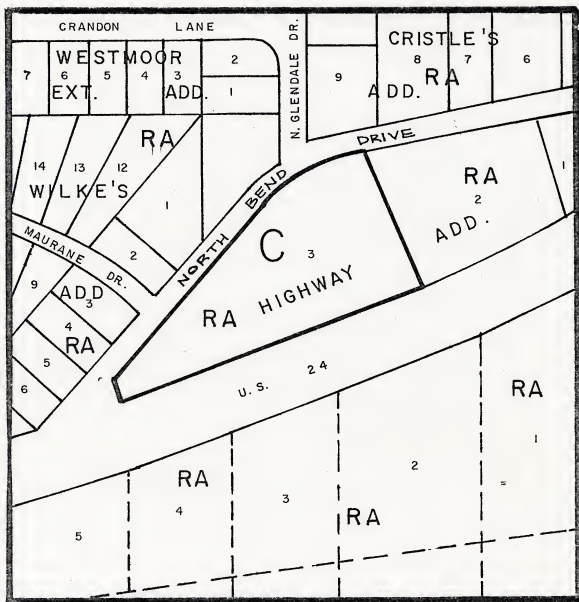 CRANDON LANE
N. GLENDALE DR.
WESTMOOR
EXT. ADD.
7 6 5 4 3
2
1
CRISTLE'S
ADD. RA
9 8 7 6
NORTH BEND DRIVE
RA
14 13 12
WILKE'S
1
2
MAURANE DR.
9
ADD
3
4
RA
5
6
C
3
RA HIGHWAY
RA
2
ADD.
1
U.S. 24
RA
1
RA
4
3
2
RA
5